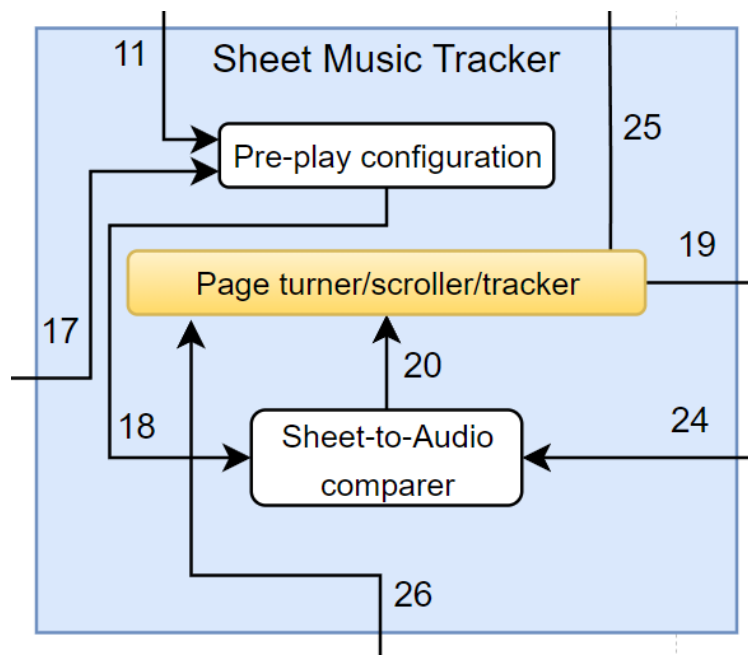 11
Sheet Music Tracker
25
Pre-play configuration
19
Page turner/scroller/tracker
17
20
18
Sheet-to-Audio
comparer
24
26